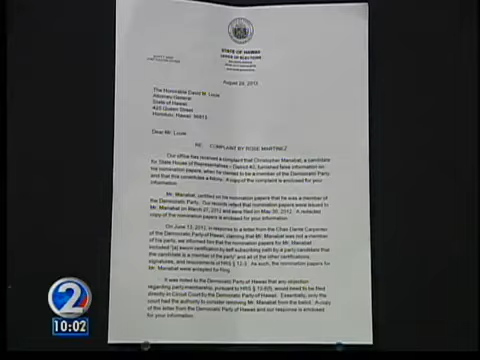 STATE OF HAWAII
OFFICE OF ELECTIONS
August 24, 2012
The Honorable David M. Louie
Attorney General
State of Hawaii
425 Queen Street
Honolulu, Hawaii 96813
Dear Mr. Louie:
RE: COMPLAINT BY ROSE MARTINEZ
Our office has received a complaint that Christopher Manabat, a candidate
for State House of Representatives - District 40, furnished false information on
his nomination papers, when he claimed to be a member of the Democratic Party
and that this constitutes a felony. A copy of the complaint is enclosed for your
information.
Mr. Manabat, certified on his nomination papers that he was a member of
the Democratic Party. Our records reflect that nomination papers were issued to
Mr. Manabat on March 27, 2012 and were filed on May 30, 2012. A redacted
copy of the nomination papers is enclosed for your information.
On June 13, 2012, in response to a letter from the Chair Dante Carpenter
of the Democratic Party of Hawaii, claiming that Mr. Manabat was not a member
of his party, we informed him that the nomination papers for Mr. Manabat
included "[a] sworn certification by self-subscribing oath by a party candidate that
the candidate is a member of the party" and all of the other certifications,
signatures, and requirements of HRS § 12-3. As such, the nomination papers for
Mr. Manabat were accepted for filing.
It was noted to the Democratic Party of Hawaii that any objection
regarding party membership, pursuant to HRS § 12-8(f), would need to be filed
directly in Circuit Court by the Democratic Party of Hawaii. Essentially, only the
court had the authority to consider removing Mr. Manabat from the ballot. A copy
of the letter from the Democratic Party of Hawaii and our response is enclosed
for your information.
2
10:02